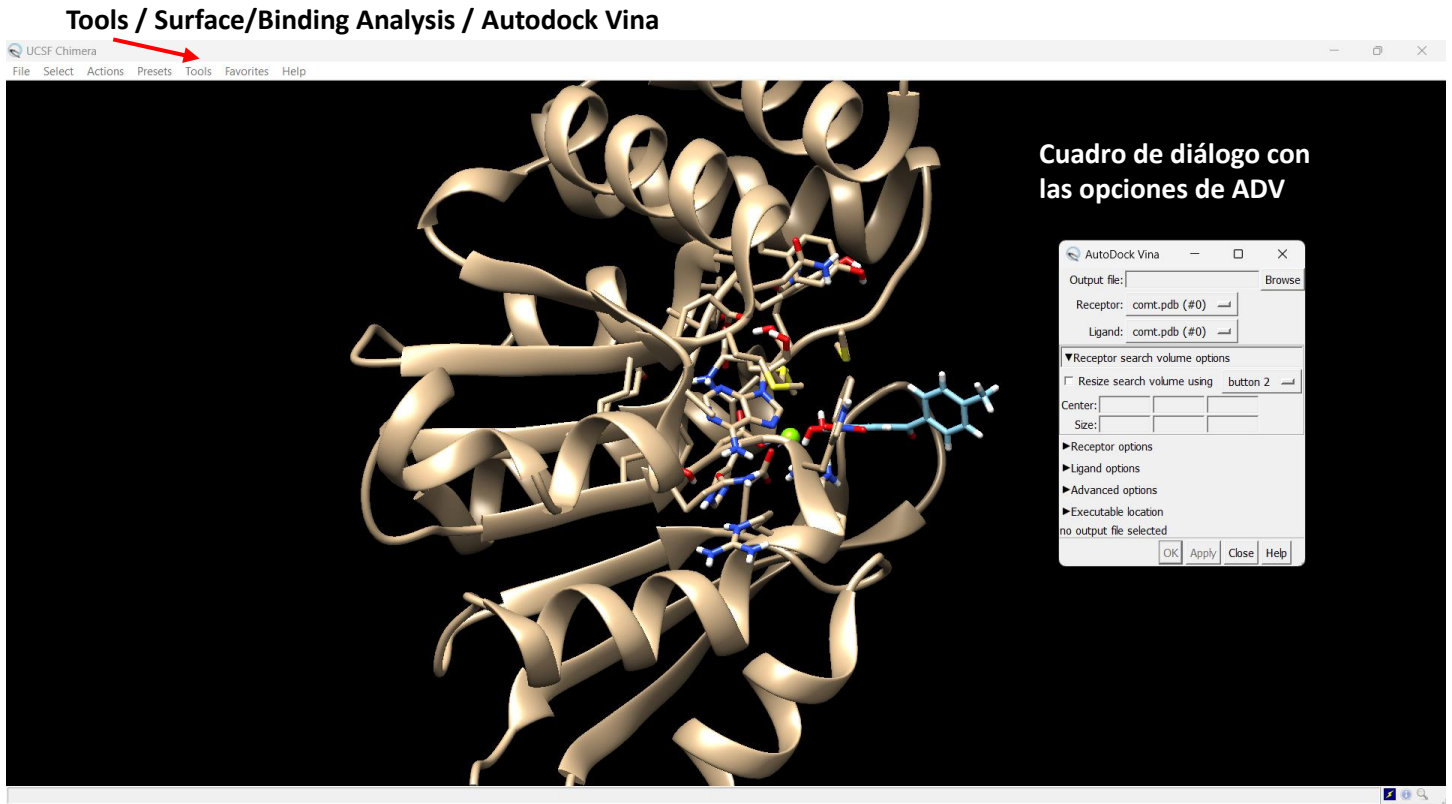 Tools / Surface/Binding Analysis / Autodock Vina
UCSF Chimera
File Select Actions Presets Tools Favorites Help
Cuadro de diálogo con
las opciones de ADV
AutoDock Vina
Output file: Browse
Receptor: comt.pdb (#0)
Ligand: comt.pdb (#0)
▼Receptor search volume options
Resize search volume using button 2
Center:
Size:
►Receptor options
►Ligand options
►Advanced options
►Executable location
no output file selected
OK Apply Close Help